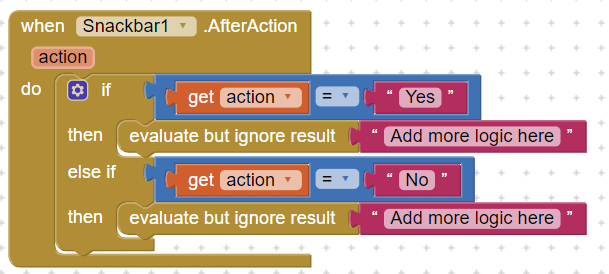 when Snackbar1 .AfterAction
action
do if get action = " Yes "
then evaluate but ignore result " Add more logic here "
else if get action = " No "
then evaluate but ignore result " Add more logic here "